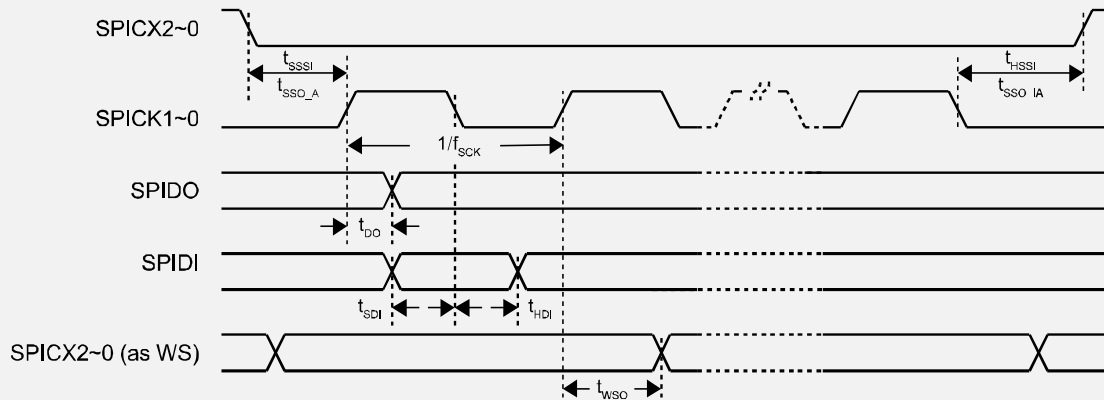 SPICX2~0
tSSSI
tHSSI
tSSO_A
tSSO_IA
SPICK1~0
1/fSCK
SPIDO
tDO
SPIDI
tSDI
tHDI
SPICX2~0 (as WS)
tWSO